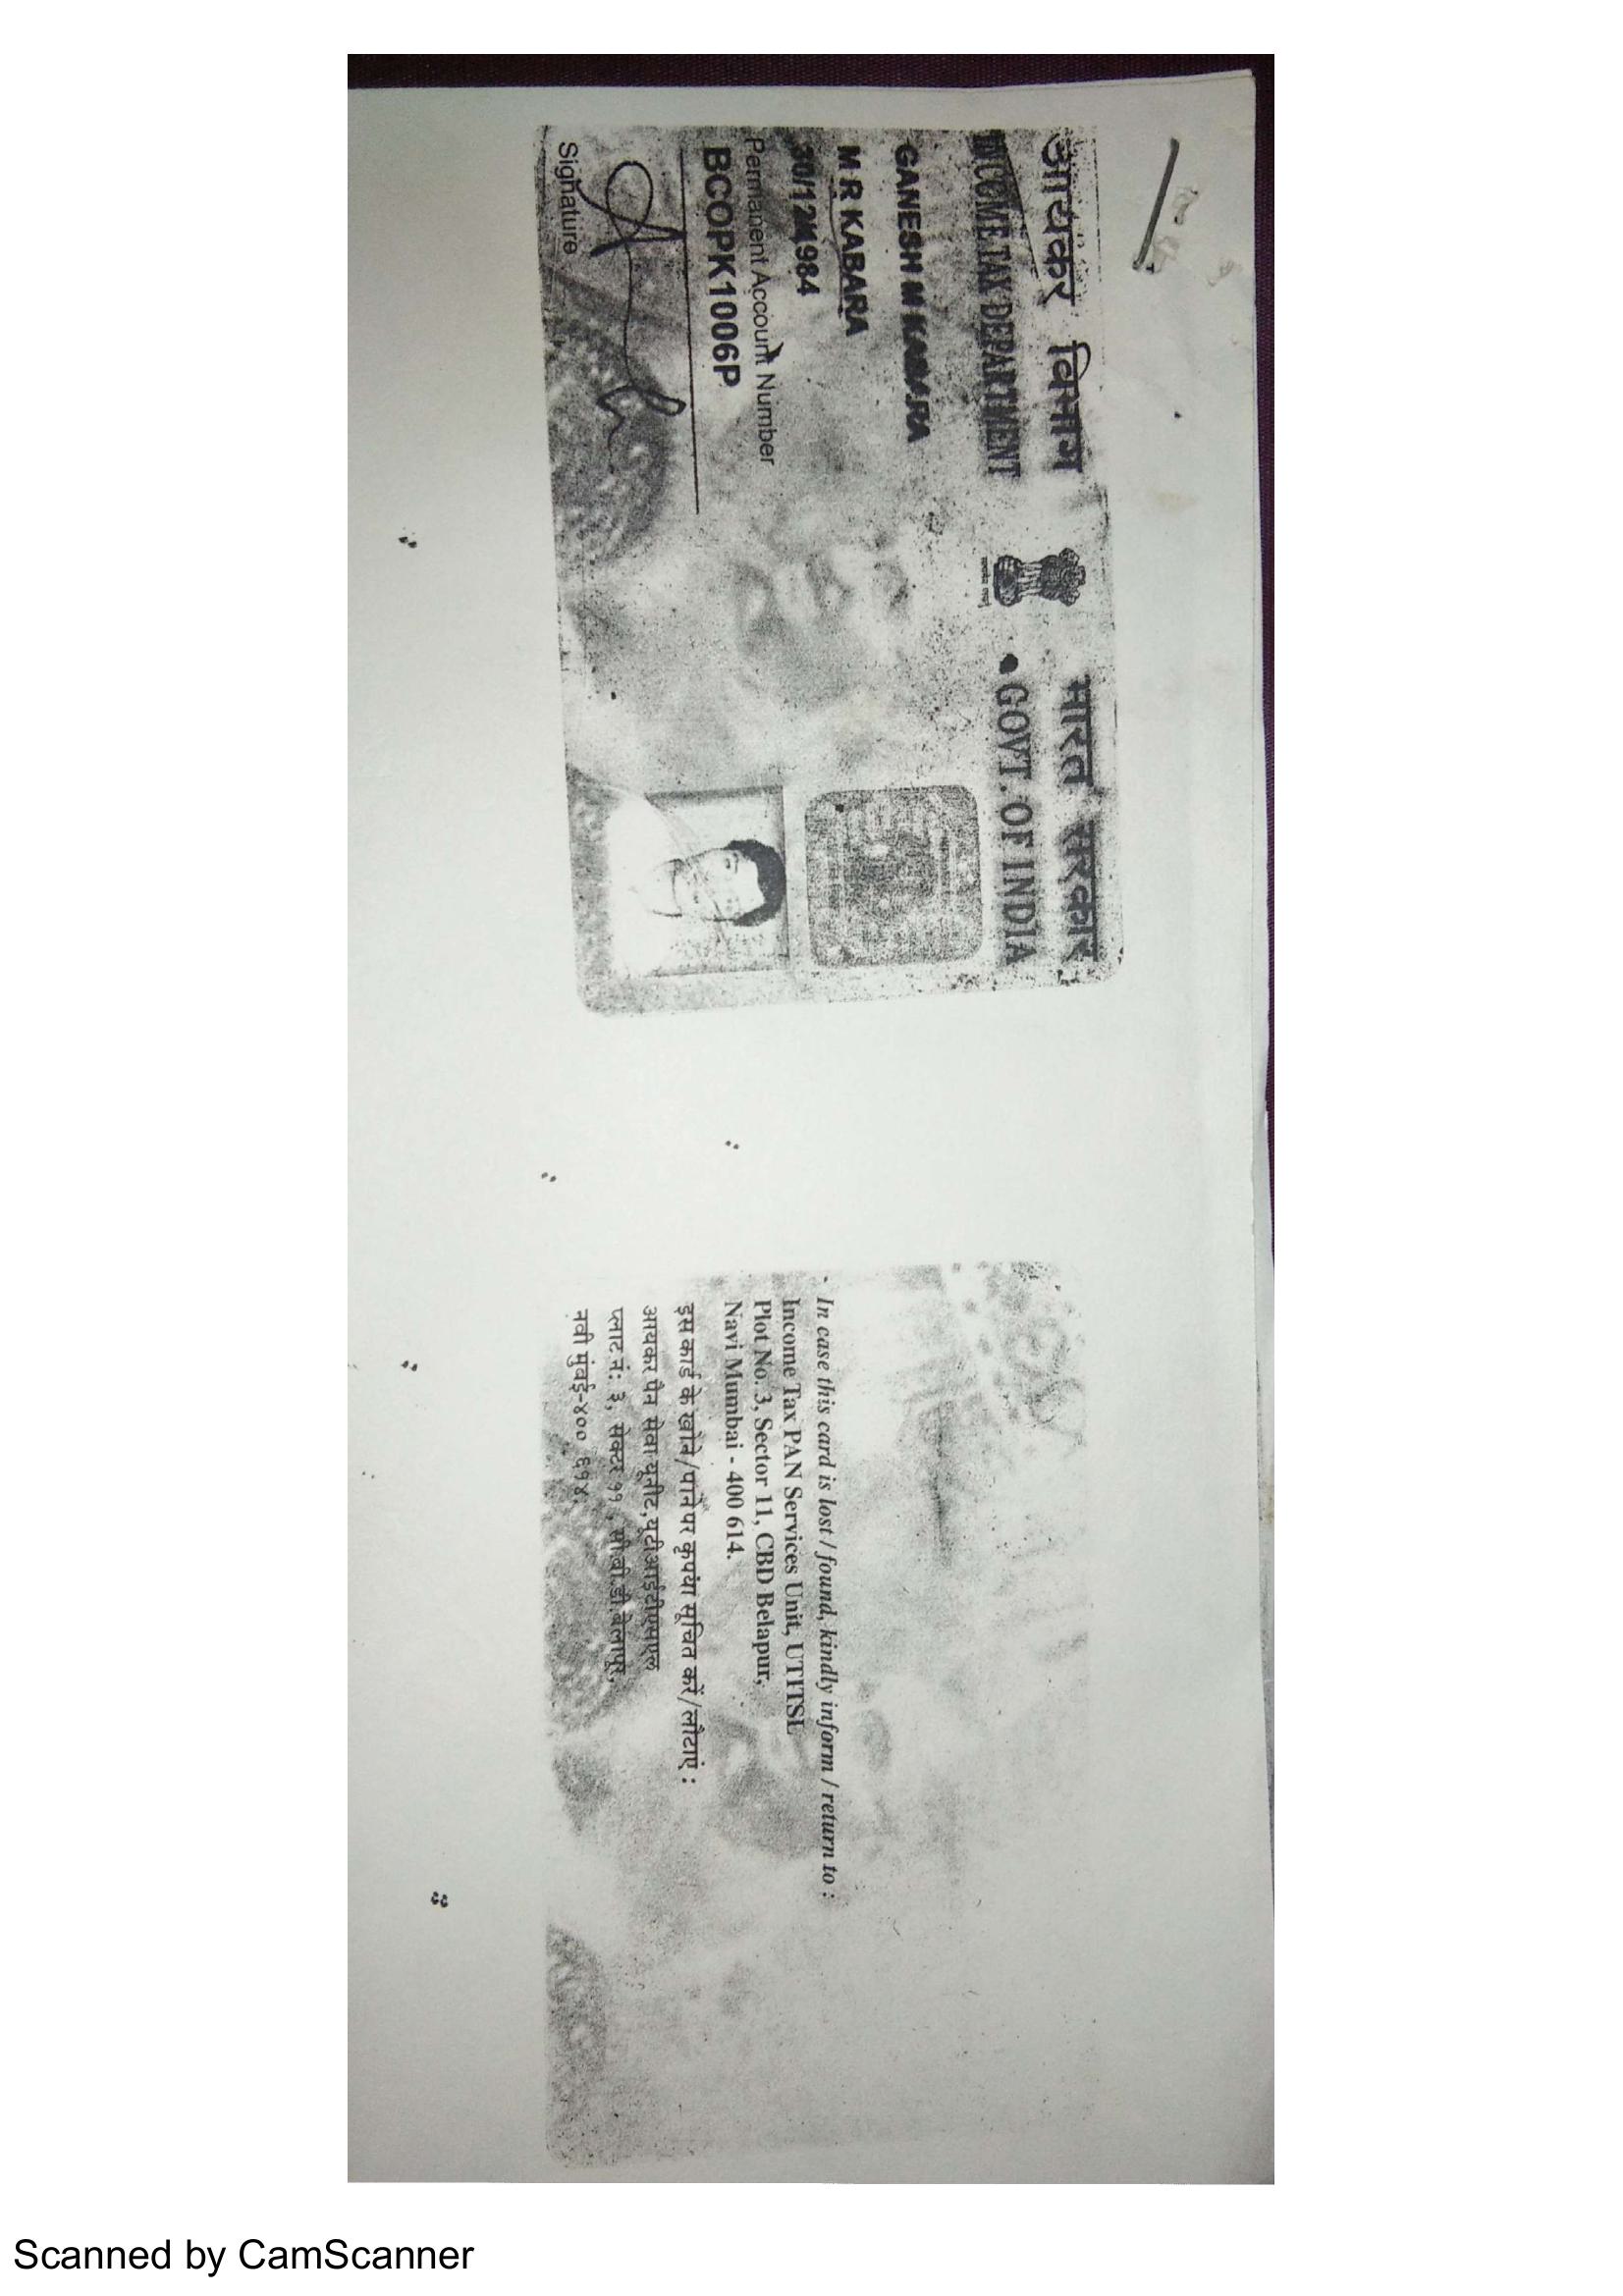 आयकर विभाग
INCOME TAX DEPARTMENT
भारत सरकार
GOVT. OF INDIA
GANESH M KABARA
M R KABARA
30/12/1984
Permanent Account Number
BCOPK1006P
Signature
In case this card is lost / found, kindly inform / return to :
Income Tax PAN Services Unit, UTITSL
Plot No. 3, Sector 11, CBD Belapur,
Navi Mumbai - 400 614.
इस कार्ड के खोने/पाने पर कृपया सूचित करें/लौटाएं :
आयकर पैन सेवा यूनीट, यूटीआईटीएसएल
प्लाट नं: ३, सेक्टर ११, सी.बी.डी.बेलापूर,
नवी मुंबई-४०० ६१४.
Scanned by CamScanner